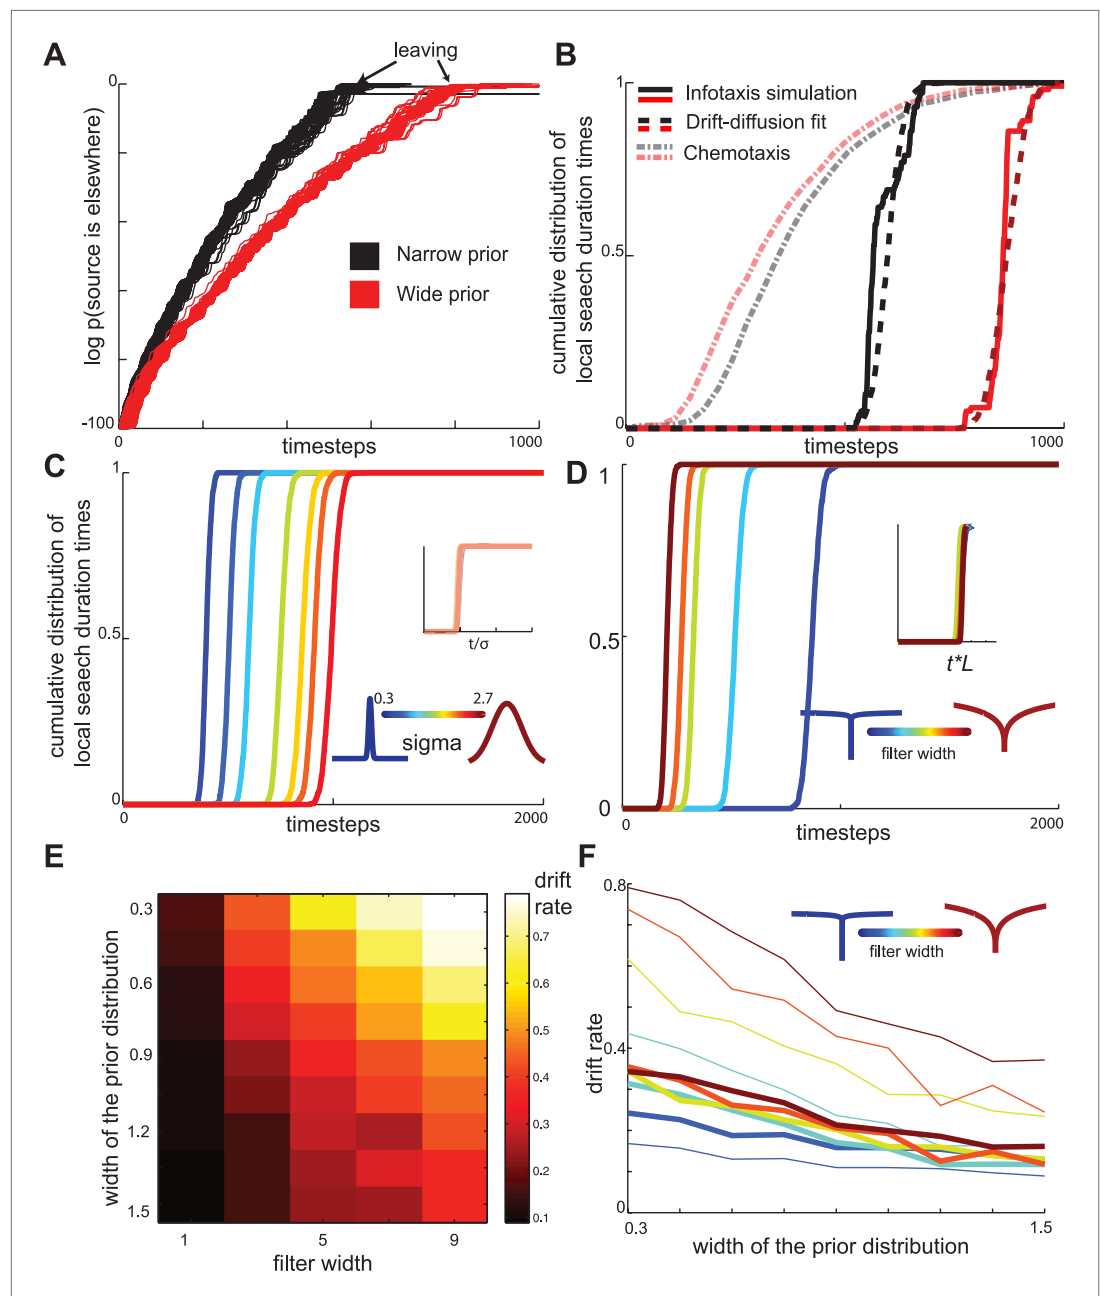 A
leaving
0
log p(source is elsewhere)
Narrow prior
Wide prior
-100
0
timesteps
1000
B
1
Infotaxis simulation
Drift-diffusion fit
Chemotaxis
cumulative distribution of
local seaech duration times
0.5
0
0
timesteps
1000
C
1
cumulative distribution of
local seaech duration times
0.5
t/σ
0.3
2.7
sigma
0
0
timesteps
2000
D
1
0.5
t*L
filter width
0
0
timesteps
2000
E
drift
rate
0.3
0.6
0.9
1.2
1.5
width of the prior distribution
0.7
0.6
0.5
0.4
0.3
0.2
0.1
1
5
9
filter width
F
0.8
filter width
0.4
drift rate
0
0.3
1.5
width of the prior distribution